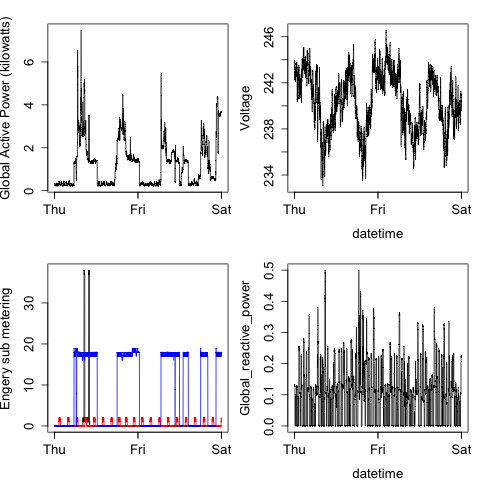 Global Active Power (kilowatts)
0 2 4 6
Thu Fri Sat
Voltage
234 238 242 246
Thu Fri Sat
datetime
Engery sub metering
0 10 20 30
Thu Fri Sat
Global_reactive_power
0.0 0.1 0.2 0.3 0.4 0.5
Thu Fri Sat
datetime